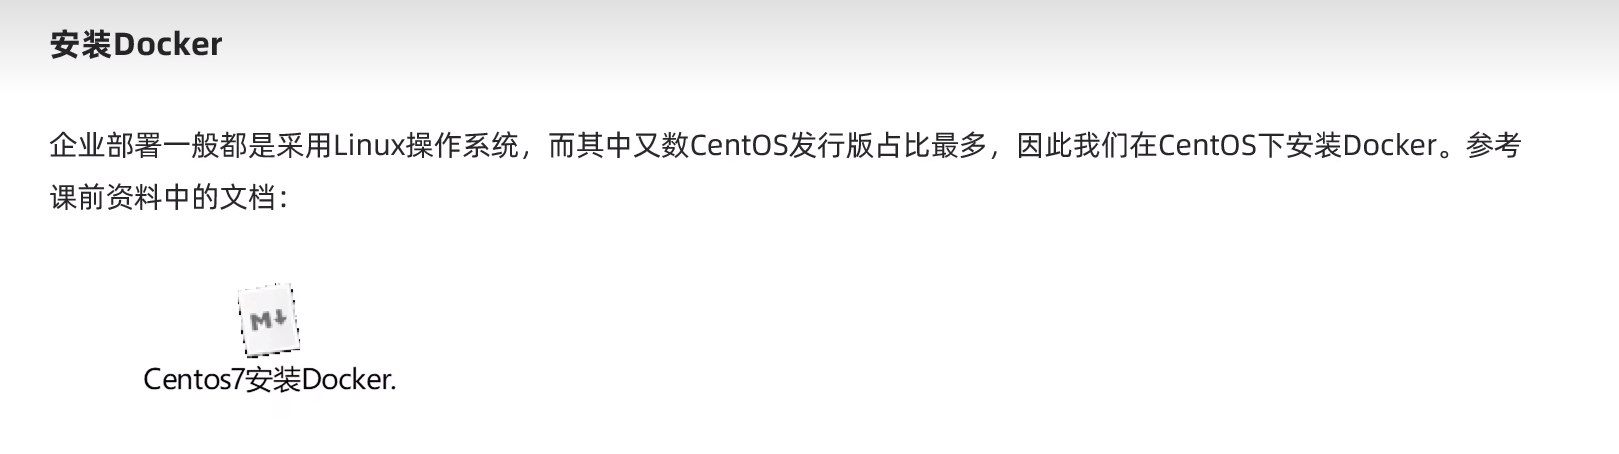 安装Docker
企业部署一般都是采用Linux操作系统，而其中又数CentOS发行版占比最多，因此我们在CentOS下安装Docker。参考
课前资料中的文档：
M↓
Centos7安装Docker.